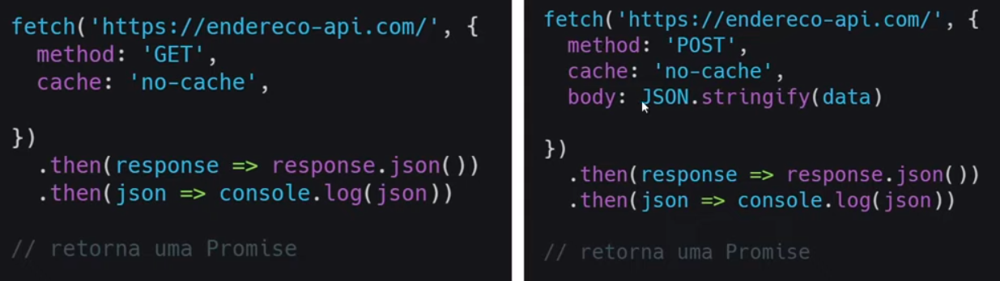 fetch('https://endereco-api.com/', {
  method: 'GET',
  cache: 'no-cache',
})
  .then(response => response.json())
  .then(json => console.log(json))
// retorna uma Promise
fetch('https://endereco-api.com/', {
  method: 'POST',
  cache: 'no-cache',
  body: JSON.stringify(data)
})
  .then(response => response.json())
  .then(json => console.log(json))
// retorna uma Promise